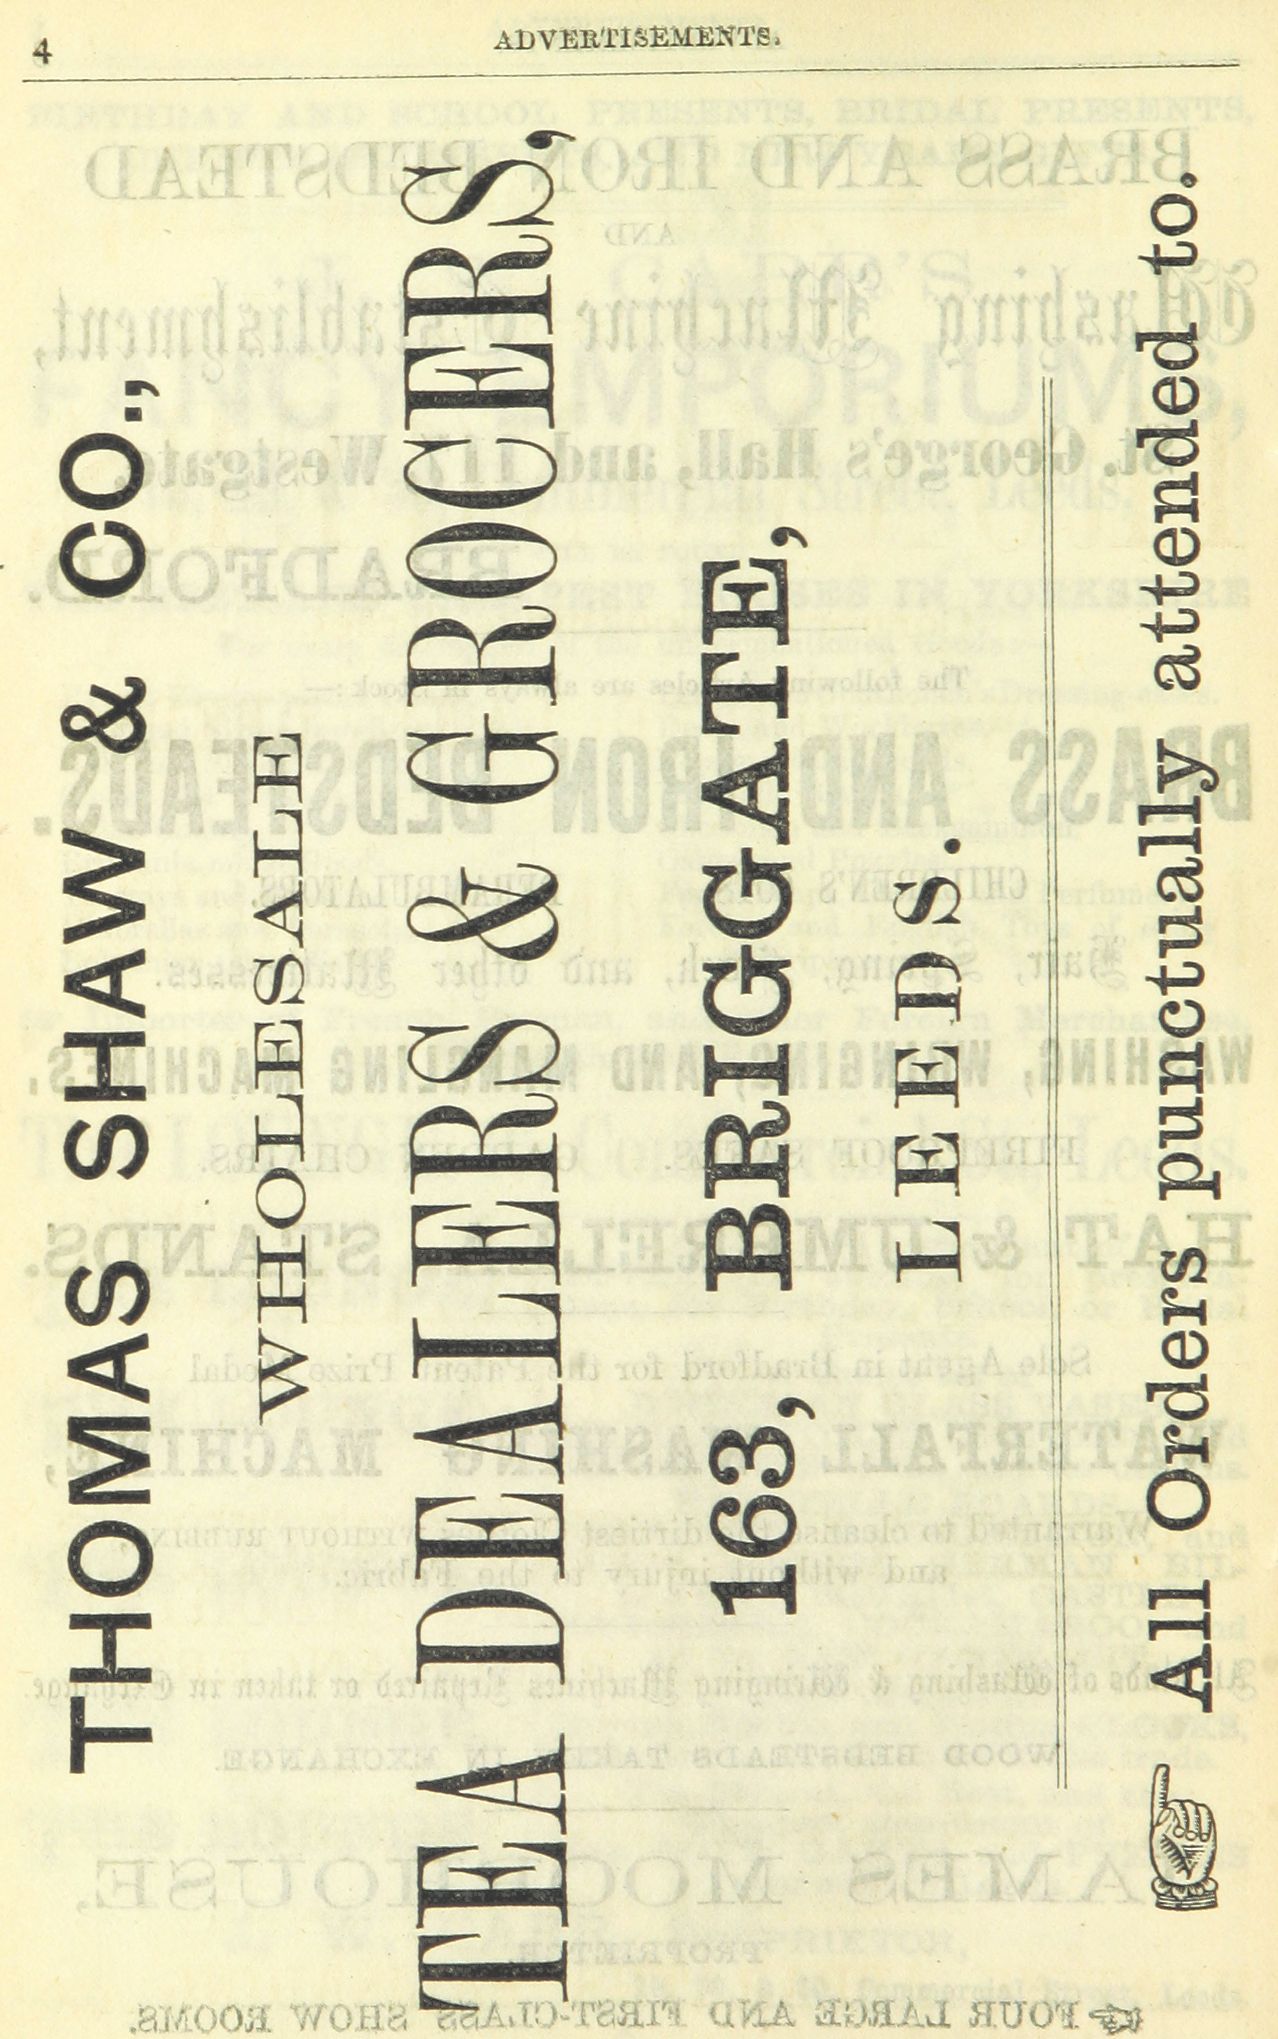 4
ADVERTISEMENTS.
THOMAS SHAW & CO.,
WHOLESALE
TEA DEALERS & GROCERS,
163, BRIGGATE,
LEEDS.
☞ All Orders punctually attended to.